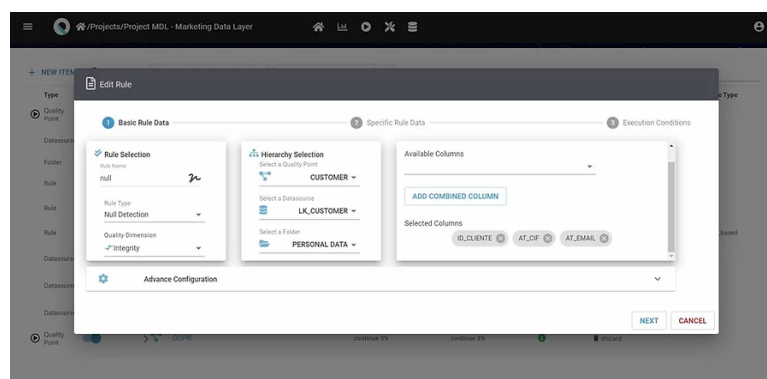 /Projects/Project MDL - Marketing Data Layer
+ NEW ITEM
Edit Rule
Type
Type
1 Basic Rule Data
2 Specific Rule Data
3 Execution Conditions
Quality
Point
Datasource
Folder
Rule
Rule
Rule
_based
Datasource
Datasource
Datasource
Rule Selection
Rule Name
null
Rule Type
Null Detection
Quality Dimension
Integrity
Hierarchy Selection
Select a Quality Point
CUSTOMER
Select a Datasource
LK_CUSTOMER
Select a Folder
PERSONAL DATA
Available Columns
ADD COMBINED COLUMN
Selected Columns
ID_CLIENTE
AT_CIF
AT_EMAIL
Advance Configuration
NEXT
CANCEL
Quality
Point
GDPR
continue 3%
continue 3%
discard